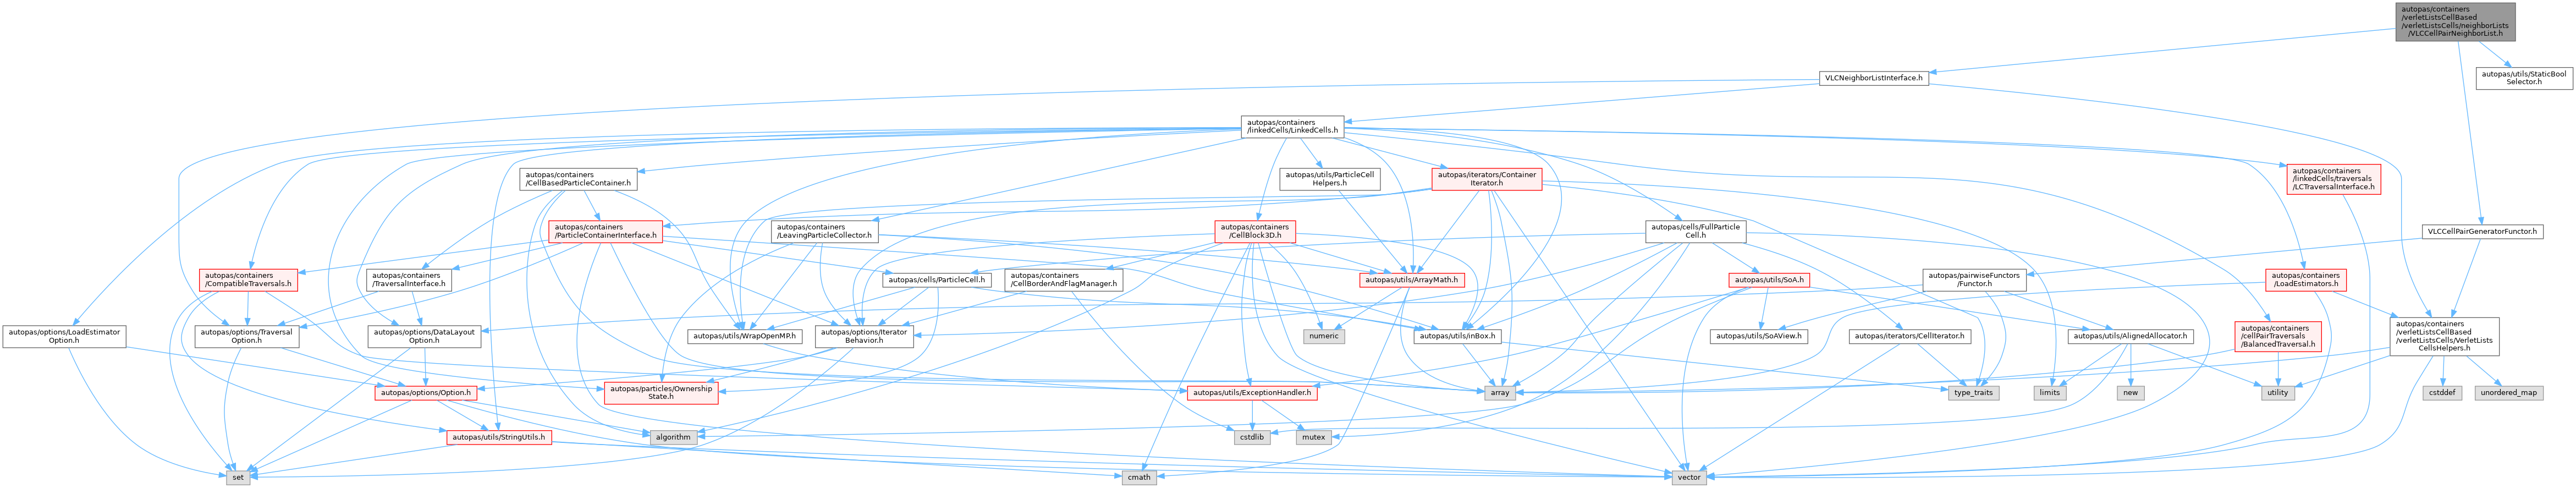 autopas/containers
/verletListsCellBased
/verletListsCells/neighborLists
/VLCCellPairNeighborList.h
VLCNeighborListInterface.h
autopas/utils/StaticBool
Selector.h
autopas/containers
/linkedCells/LinkedCells.h
autopas/containers
/CellBasedParticleContainer.h
autopas/utils/ParticleCell
Helpers.h
autopas/iterators/Container
Iterator.h
autopas/containers
/linkedCells/traversals
/LCTraversalInterface.h
autopas/containers
/ParticleContainerInterface.h
autopas/containers
/LeavingParticleCollector.h
autopas/containers
/CellBlock3D.h
autopas/cells/FullParticle
Cell.h
VLCCellPairGeneratorFunctor.h
autopas/containers
/CompatibleTraversals.h
autopas/containers
/TraversalInterface.h
autopas/cells/ParticleCell.h
autopas/containers
/CellBorderAndFlagManager.h
autopas/utils/ArrayMath.h
autopas/utils/SoA.h
autopas/pairwiseFunctors
/Functor.h
autopas/containers
/LoadEstimators.h
autopas/options/LoadEstimator
Option.h
autopas/options/Traversal
Option.h
autopas/options/DataLayout
Option.h
autopas/utils/WrapOpenMP.h
autopas/options/Iterator
Behavior.h
numeric
autopas/utils/inBox.h
autopas/utils/SoAView.h
autopas/iterators/CellIterator.h
autopas/utils/AlignedAllocator.h
autopas/containers
/cellPairTraversals
/BalancedTraversal.h
autopas/containers
/verletListsCellBased
/verletListsCells/VerletLists
CellsHelpers.h
autopas/options/Option.h
autopas/particles/Ownership
State.h
autopas/utils/ExceptionHandler.h
array
type_traits
limits
new
utility
cstddef
unordered_map
autopas/utils/StringUtils.h
algorithm
cstdlib
mutex
set
cmath
vector